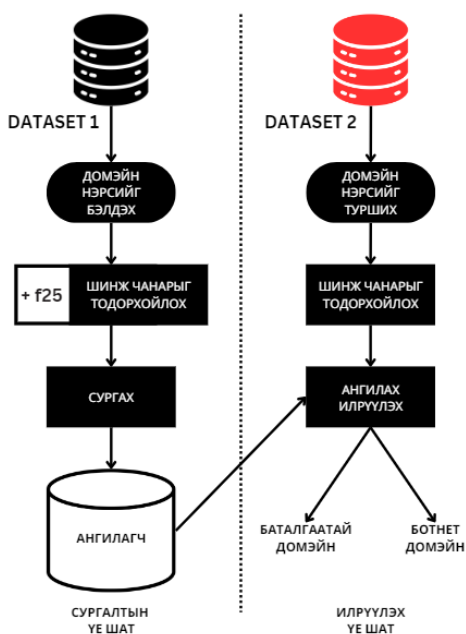 DATASET 1
ДОМЭЙН
НЭРСИЙГ
БЭЛДЭХ
+ f25
ШИНЖ ЧАНАРЫГ
ТОДОРХОЙЛОХ
СУРГАХ
АНГИЛАГЧ
СУРГАЛТЫН
ҮЕ ШАТ
DATASET 2
ДОМЭЙН
НЭРСИЙГ
ТУРШИХ
ШИНЖ ЧАНАРЫГ
ТОДОРХОЙЛОХ
АНГИЛАХ
ИЛРҮҮЛЭХ
БАТАЛГААТАЙ
ДОМЭЙН
БОТНЕТ
ДОМЭЙН
ИЛРҮҮЛЭХ
ҮЕ ШАТ